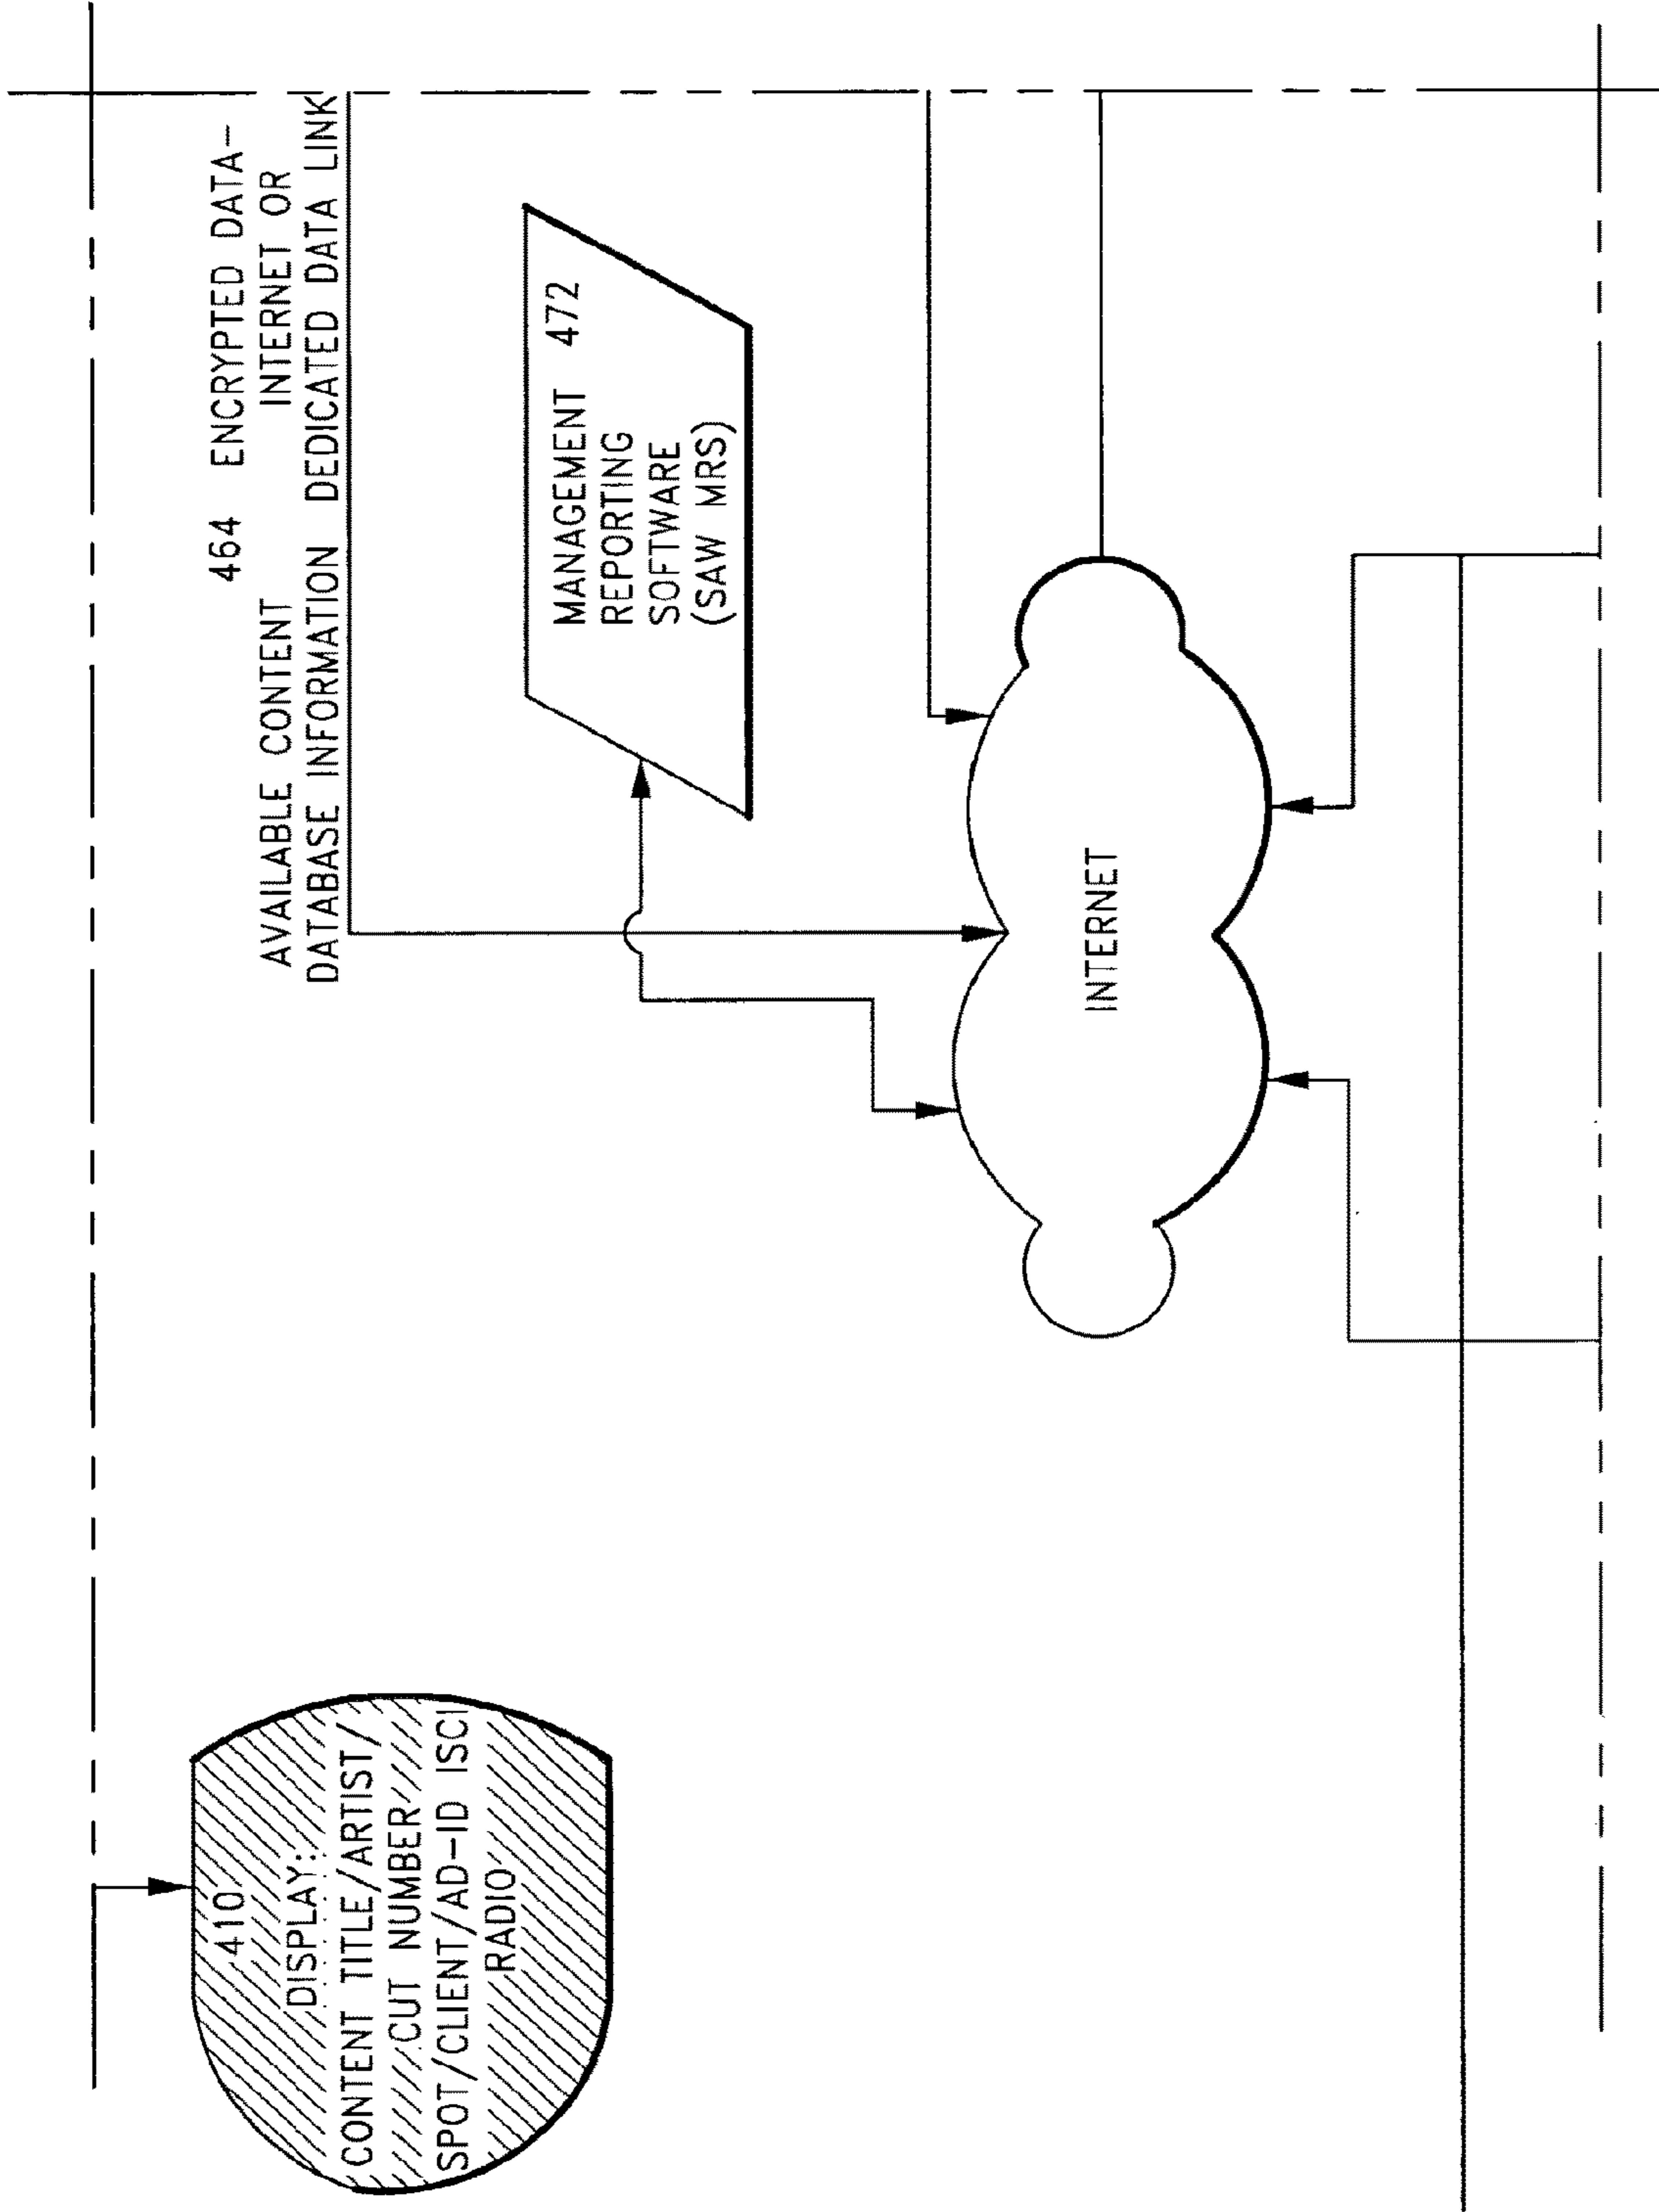 464 ENCRYPTED DATA-
AVAILABLE CONTENT INTERNET OR
DATABASE INFORMATION DEDICATED DATA LINK
MANAGEMENT 472
REPORTING
SOFTWARE
(SAW MRS)
INTERNET
410
DISPLAY:
CONTENT TITLE/ARTIST/
CUT NUMBER
SPOT/CLIENT/AD-ID ISCI
RADIO